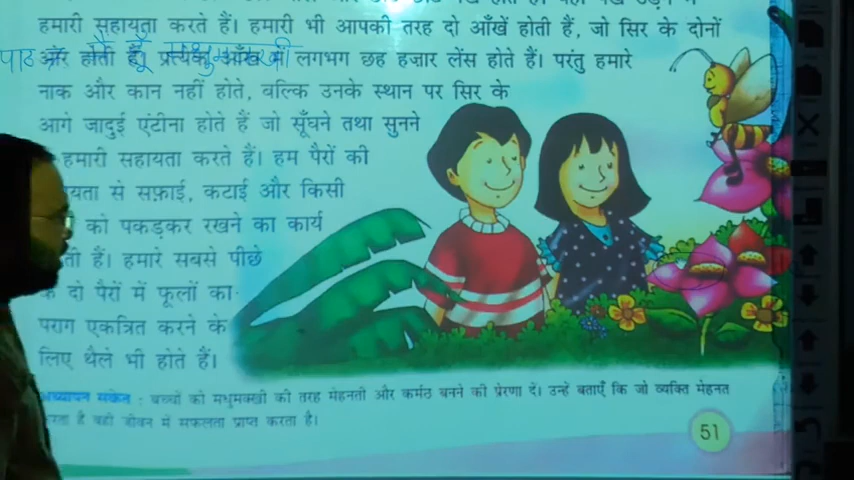 हमारी सहायता करते हैं। हमारी भी आपकी तरह दो आँखें होती हैं, जो सिर के दोनों
पाठ मैं हूँ मधुमक्खी
ओर होती हैं। प्रत्येक आँख में लगभग छह हज़ार लेंस होते हैं। परंतु हमारे
नाक और कान नहीं होते, बल्कि उनके स्थान पर सिर के
आगे जादुई एंटीना होते हैं जो सूँघने तथा सुनने
हमारी सहायता करते हैं। हम पैरों की
यता से सफ़ाई, कटाई और किसी
को पकड़कर रखने का कार्य
ती हैं। हमारे सबसे पीछे
के दो पैरों में फूलों का
पराग एकत्रित करने के
लिए थैले भी होते हैं।
अध्यापन संकेत : बच्चों को मधुमक्खी की तरह मेहनती और कर्मठ बनने की प्रेरणा दें। उन्हें बताएँ कि जो व्यक्ति मेहनत
करता है वही जीवन में सफलता प्राप्त करता है।
51